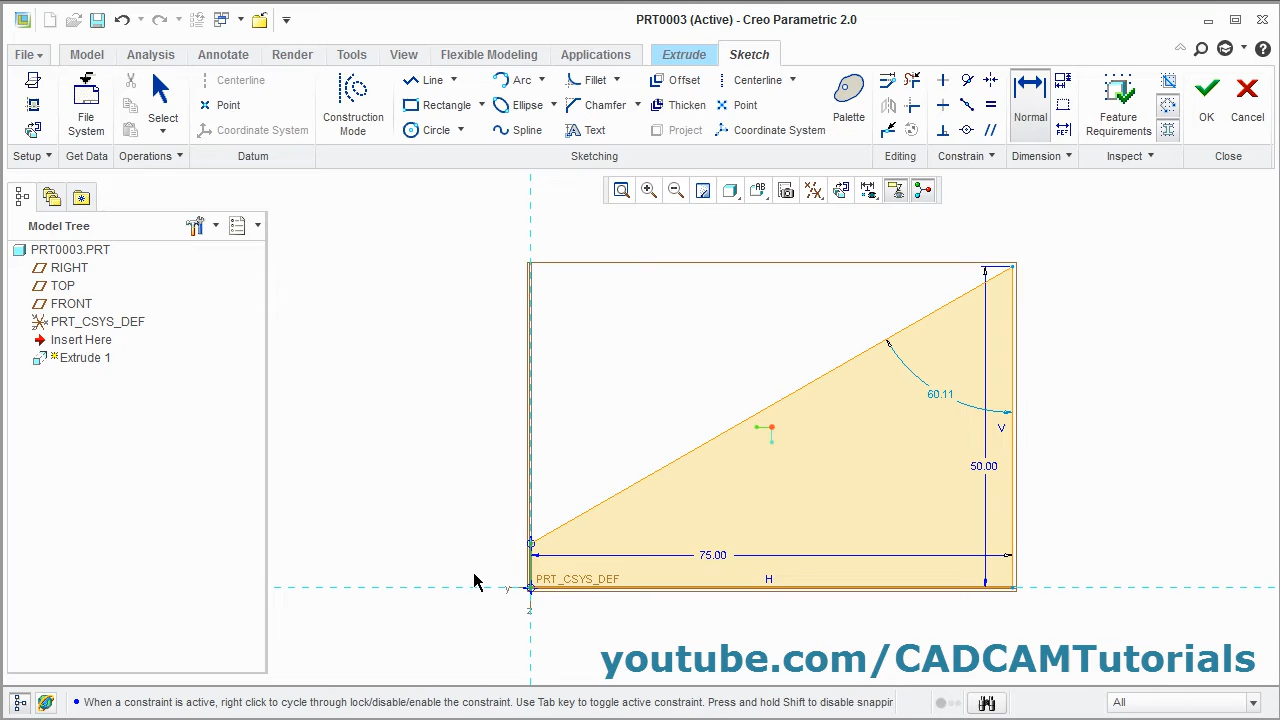 PRT0003 (Active) - Creo Parametric 2.0
File Model Analysis Annotate Render Tools View Flexible Modeling Applications Extrude Sketch
Centerline Line Arc Fillet Offset Centerline
Point Rectangle Ellipse Chamfer Thicken Point
Coordinate System Circle Spline Text Project Coordinate System
File System Select Construction Mode Palette Normal Feature Requirements OK Cancel
Setup Get Data Operations Datum Sketching Editing Constrain Dimension Inspect Close
Model Tree
PRT0003.PRT
RIGHT
TOP
FRONT
PRT_CSYS_DEF
Insert Here
Extrude 1
60.11
V
50.00
75.00
PRT_CSYS_DEF H
y
z
youtube.com/CADCAMTutorials
When a constraint is active, right click to cycle through lock/disable/enable the constraint. Use Tab key to toggle active constraint. Press and hold Shift to disable snappin
All